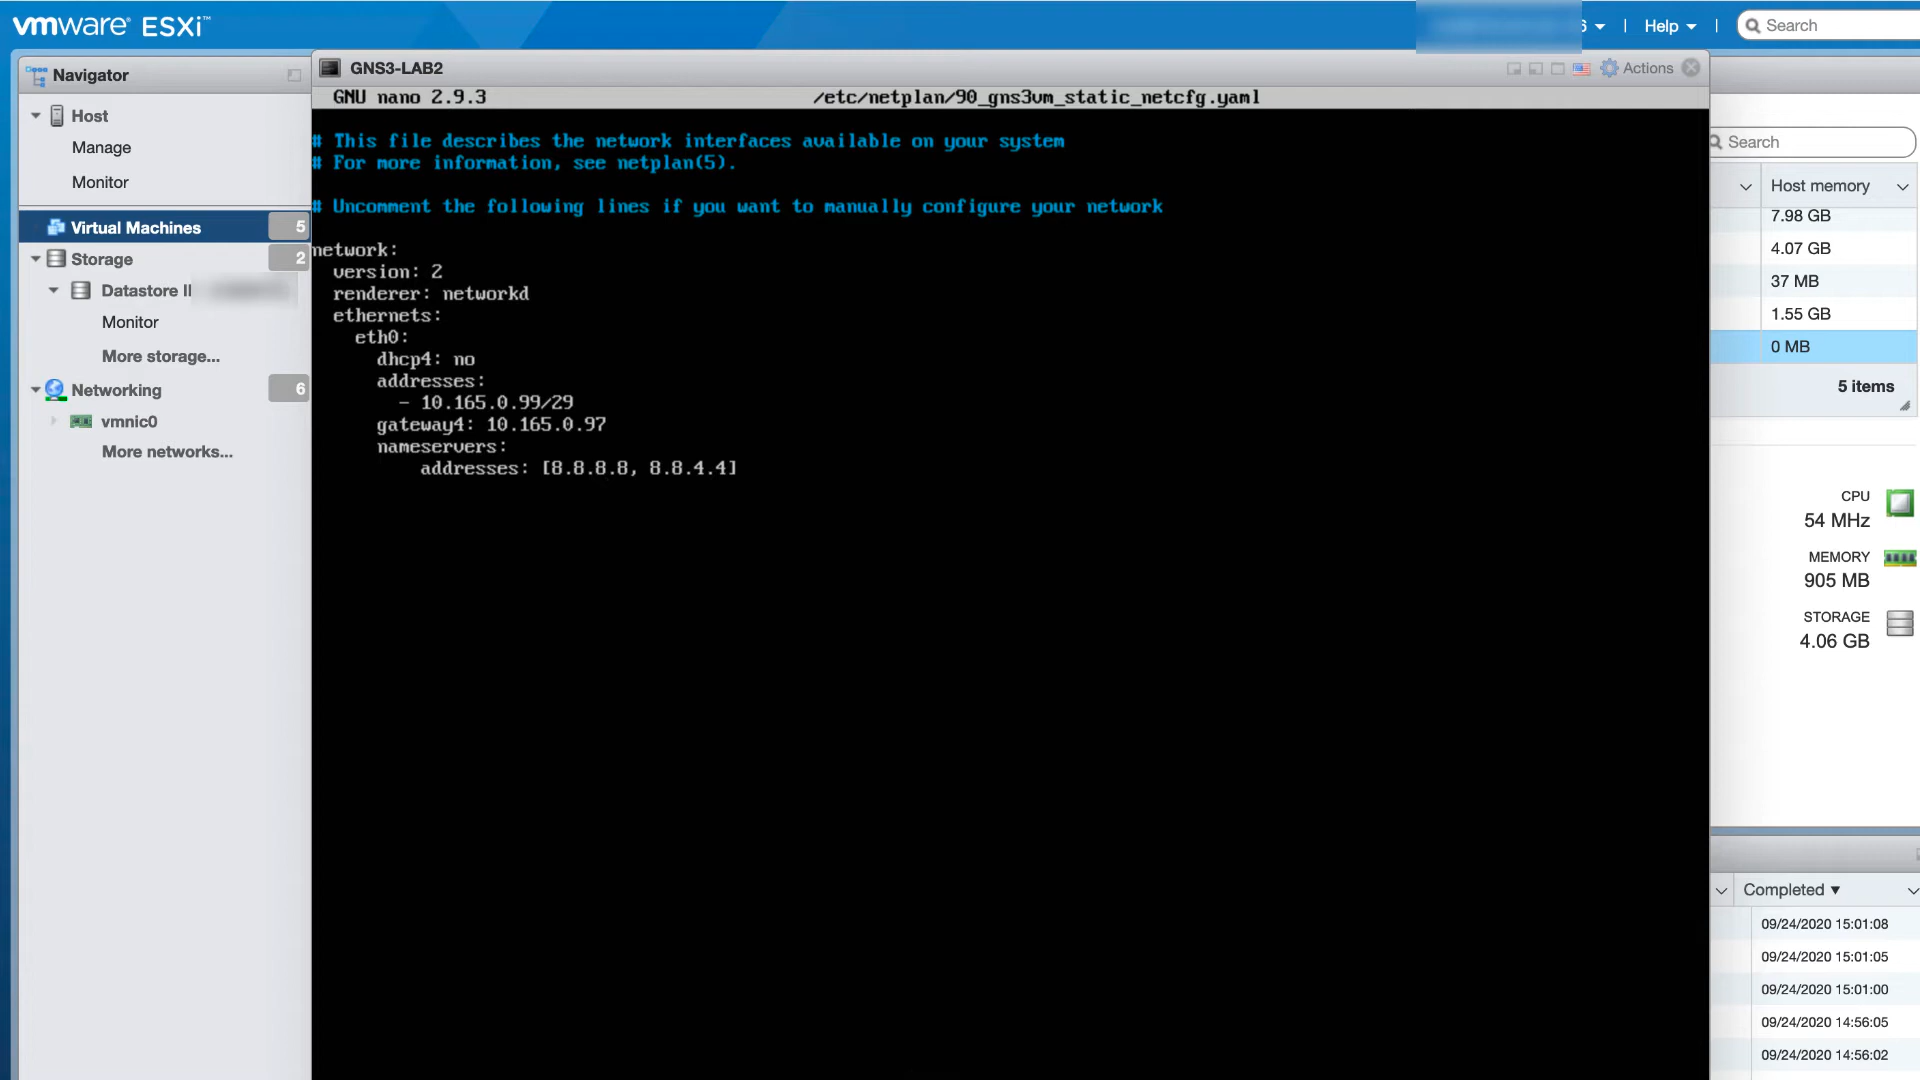 vmware® ESXi™
6
Help
Search
Navigator
Host
Manage
Monitor
Virtual Machines 5
Storage 2
Datastore
Monitor
More storage...
Networking 6
vmnic0
More networks...
GNS3-LAB2
Actions
GNU nano 2.9.3 /etc/netplan/90_gns3vm_static_netcfg.yaml
# This file describes the network interfaces available on your system
# For more information, see netplan(5).
# Uncomment the following lines if you want to manually configure your network
network:
version: 2
renderer: networkd
ethernets:
eth0:
dhcp4: no
addresses:
- 10.165.0.99/29
gateway4: 10.165.0.97
nameservers:
addresses: [8.8.8.8, 8.8.4.4]
Search
Host memory
7.98 GB
4.07 GB
37 MB
1.55 GB
0 MB
5 items
CPU
54 MHz
MEMORY
905 MB
STORAGE
4.06 GB
Completed ▼
09/24/2020 15:01:08
09/24/2020 15:01:05
09/24/2020 15:01:00
09/24/2020 14:56:05
09/24/2020 14:56:02